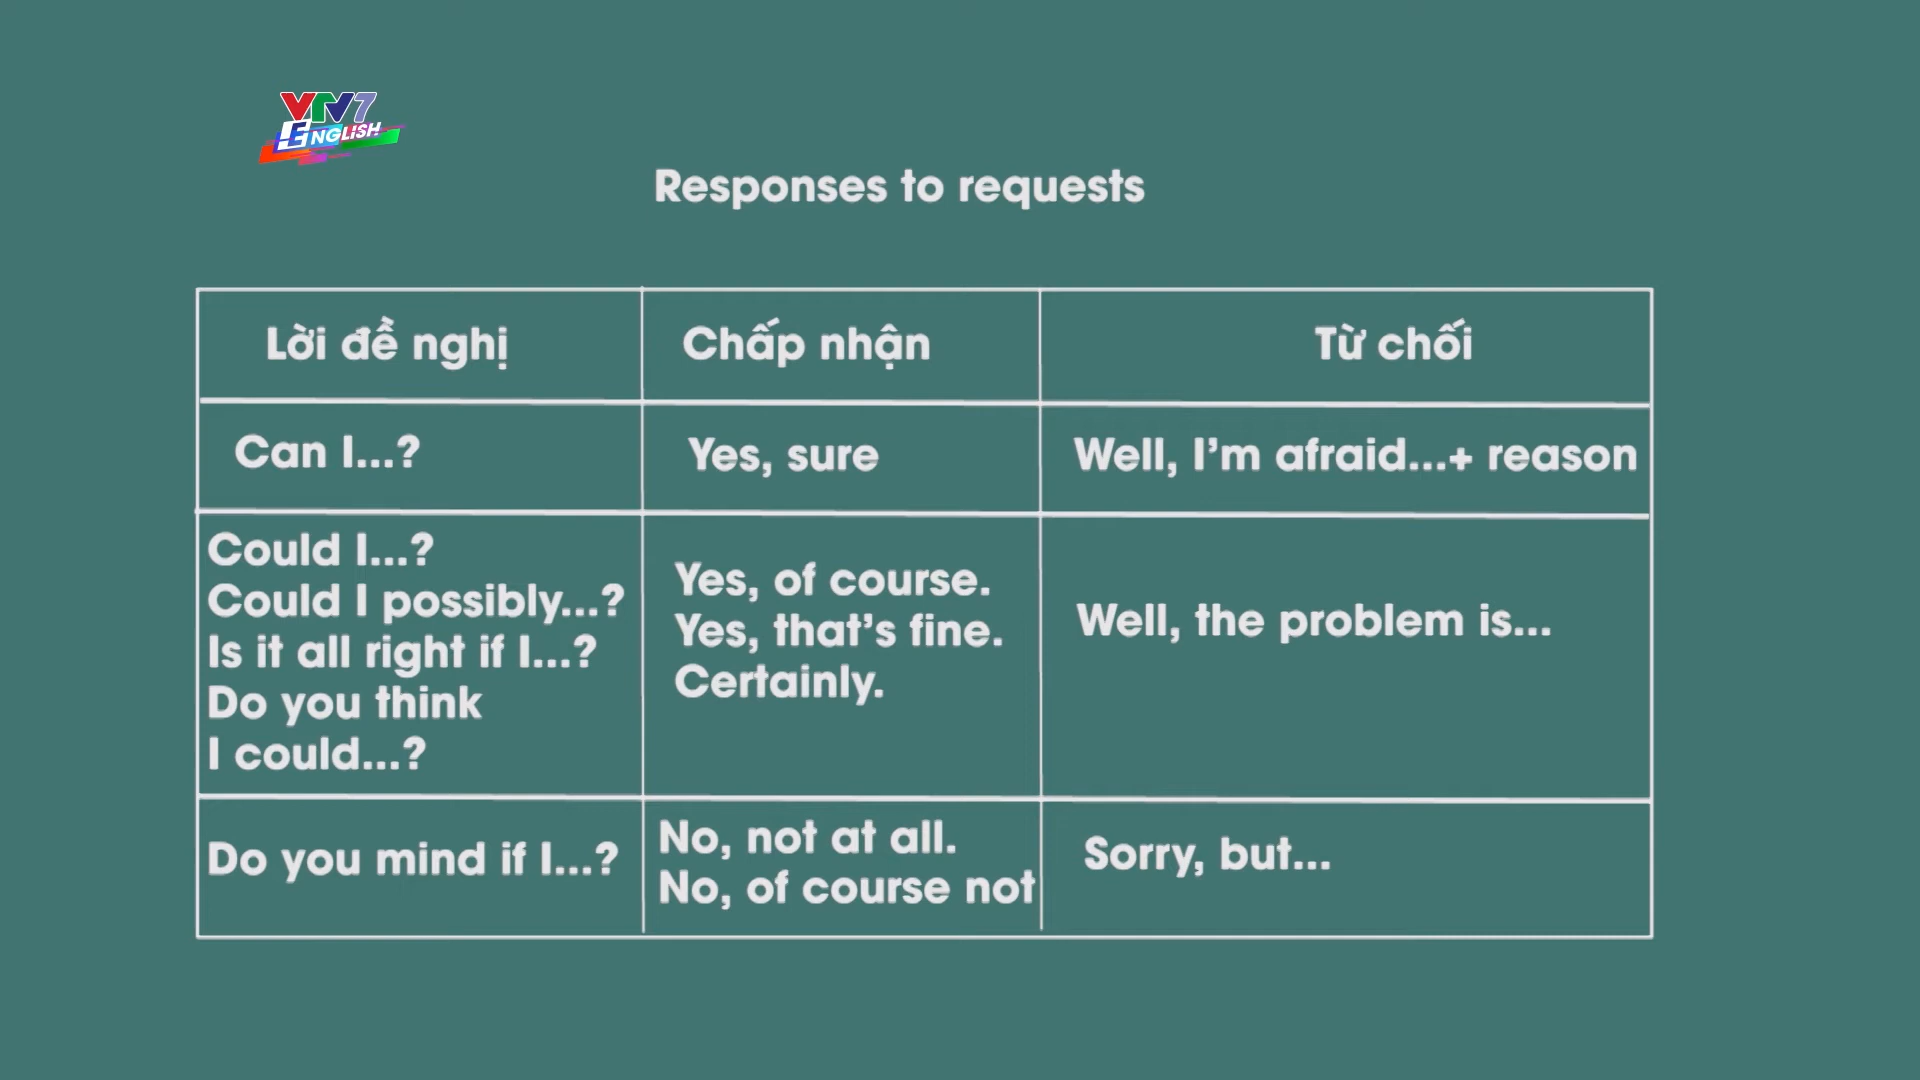 VTV7
ENGLISH
Responses to requests
Lời đề nghị
Chấp nhận
Từ chối
Can I...?
Yes, sure
Well, I'm afraid...+ reason
Could I...?
Could I possibly...?
Is it all right if I...?
Do you think
I could...?
Yes, of course.
Yes, that's fine.
Certainly.
Well, the problem is...
Do you mind if I...?
No, not at all.
No, of course not
Sorry, but...